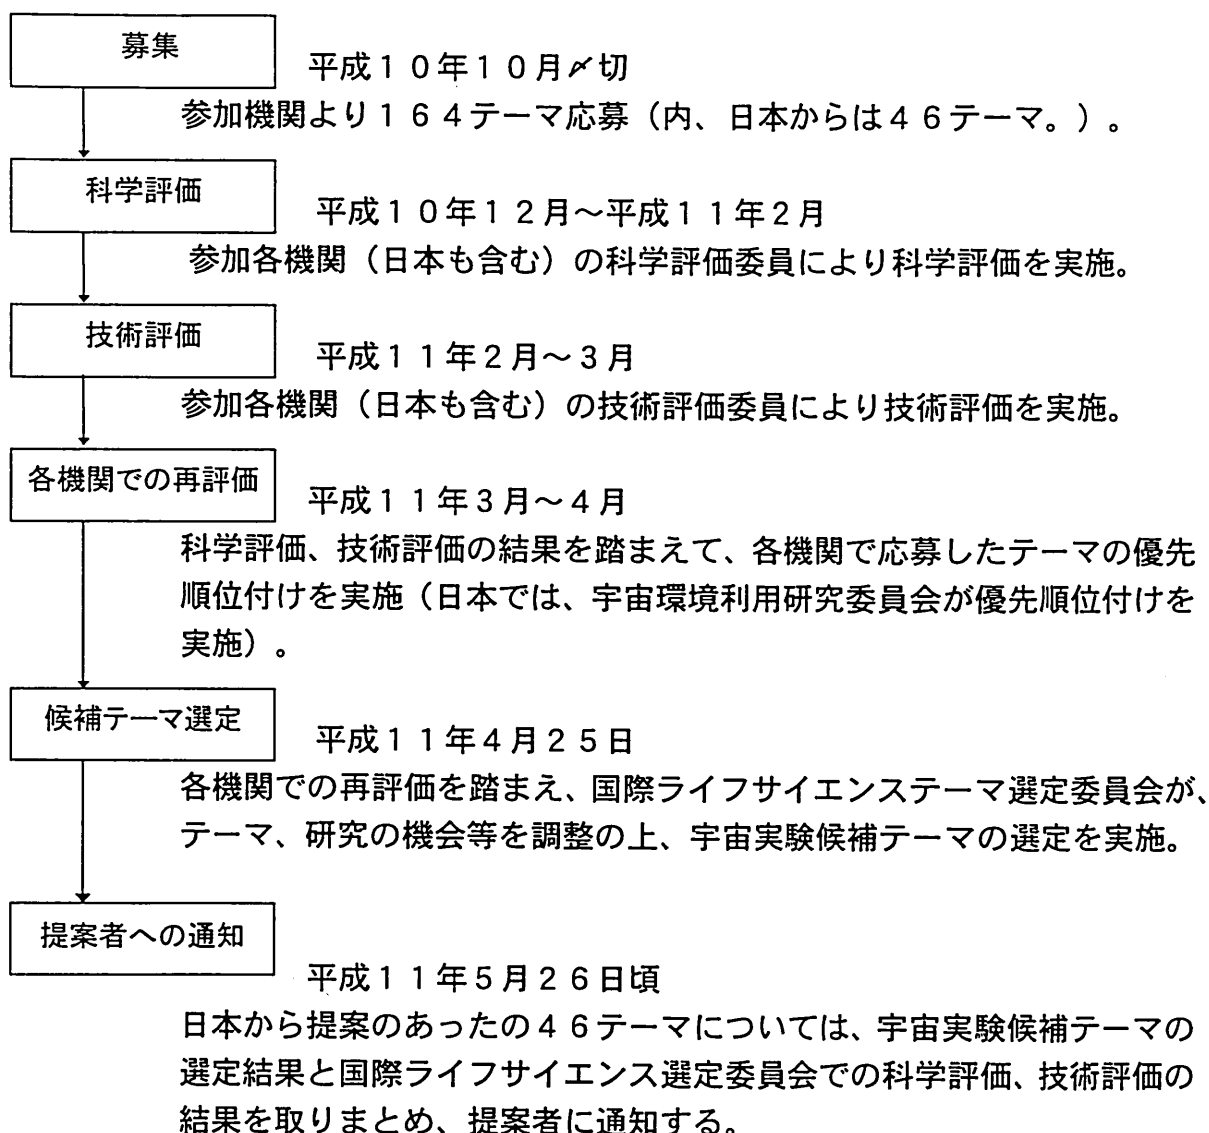 募集
平成１０年１０月〆切
参加機関より１６４テーマ応募（内、日本からは４６テーマ。）。
科学評価
平成１０年１２月～平成１１年２月
参加各機関（日本も含む）の科学評価委員により科学評価を実施。
技術評価
平成１１年２月～３月
参加各機関（日本も含む）の技術評価委員により技術評価を実施。
各機関での再評価
平成１１年３月～４月
科学評価、技術評価の結果を踏まえて、各機関で応募したテーマの優先
順位付けを実施（日本では、宇宙環境利用研究委員会が優先順位付けを
実施）。
候補テーマ選定
平成１１年４月２５日
各機関での再評価を踏まえ、国際ライフサイエンステーマ選定委員会が、
テーマ、研究の機会等を調整の上、宇宙実験候補テーマの選定を実施。
提案者への通知
平成１１年５月２６日頃
日本から提案のあったの４６テーマについては、宇宙実験候補テーマの
選定結果と国際ライフサイエンス選定委員会での科学評価、技術評価の
結果を取りまとめ、提案者に通知する。